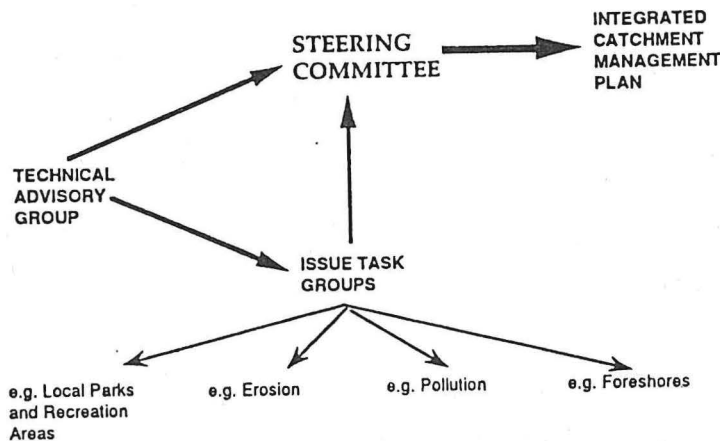 STEERING
COMMITTEE
INTEGRATED
CATCHMENT
MANAGEMENT
PLAN
TECHNICAL
ADVISORY
GROUP
ISSUE TASK
GROUPS
e.g. Local Parks
and Recreation
Areas
e.g. Erosion
e.g. Pollution
e.g. Foreshores